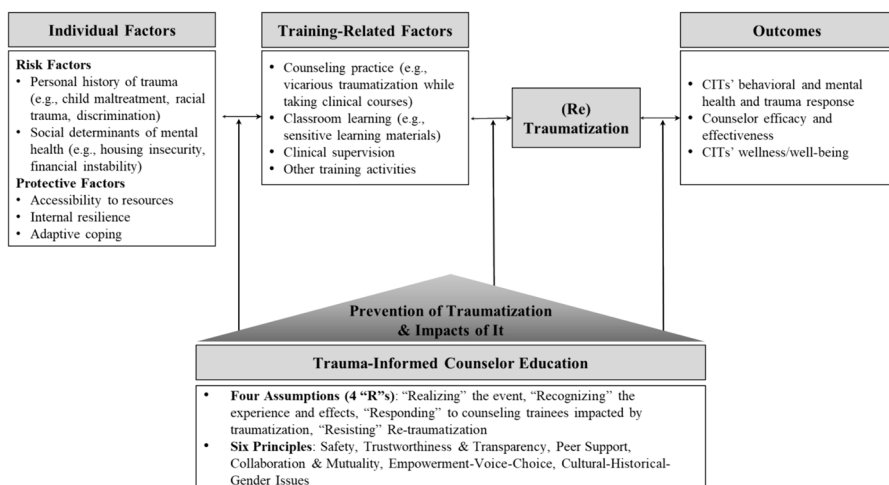 Individual Factors
Risk Factors
• Personal history of trauma
(e.g., child maltreatment, racial
trauma, discrimination)
• Social determinants of mental
health (e.g., housing insecurity,
financial instability)
Protective Factors
• Accessibility to resources
• Internal resilience
• Adaptive coping
Training-Related Factors
• Counseling practice (e.g.,
vicarious traumatization while
taking clinical courses)
• Classroom learning (e.g.,
sensitive learning materials)
• Clinical supervision
• Other training activities
(Re)
Traumatization
Outcomes
• CITs’ behavioral and mental
health and trauma response
• Counselor efficacy and
effectiveness
• CITs’ wellness/well-being
Prevention of Traumatization
& Impacts of It
Trauma-Informed Counselor Education
• Four Assumptions (4 “R”s): “Realizing” the event, “Recognizing” the
experience and effects, “Responding” to counseling trainees impacted by
traumatization, “Resisting” Re-traumatization
• Six Principles: Safety, Trustworthiness & Transparency, Peer Support,
Collaboration & Mutuality, Empowerment-Voice-Choice, Cultural-Historical-
Gender Issues